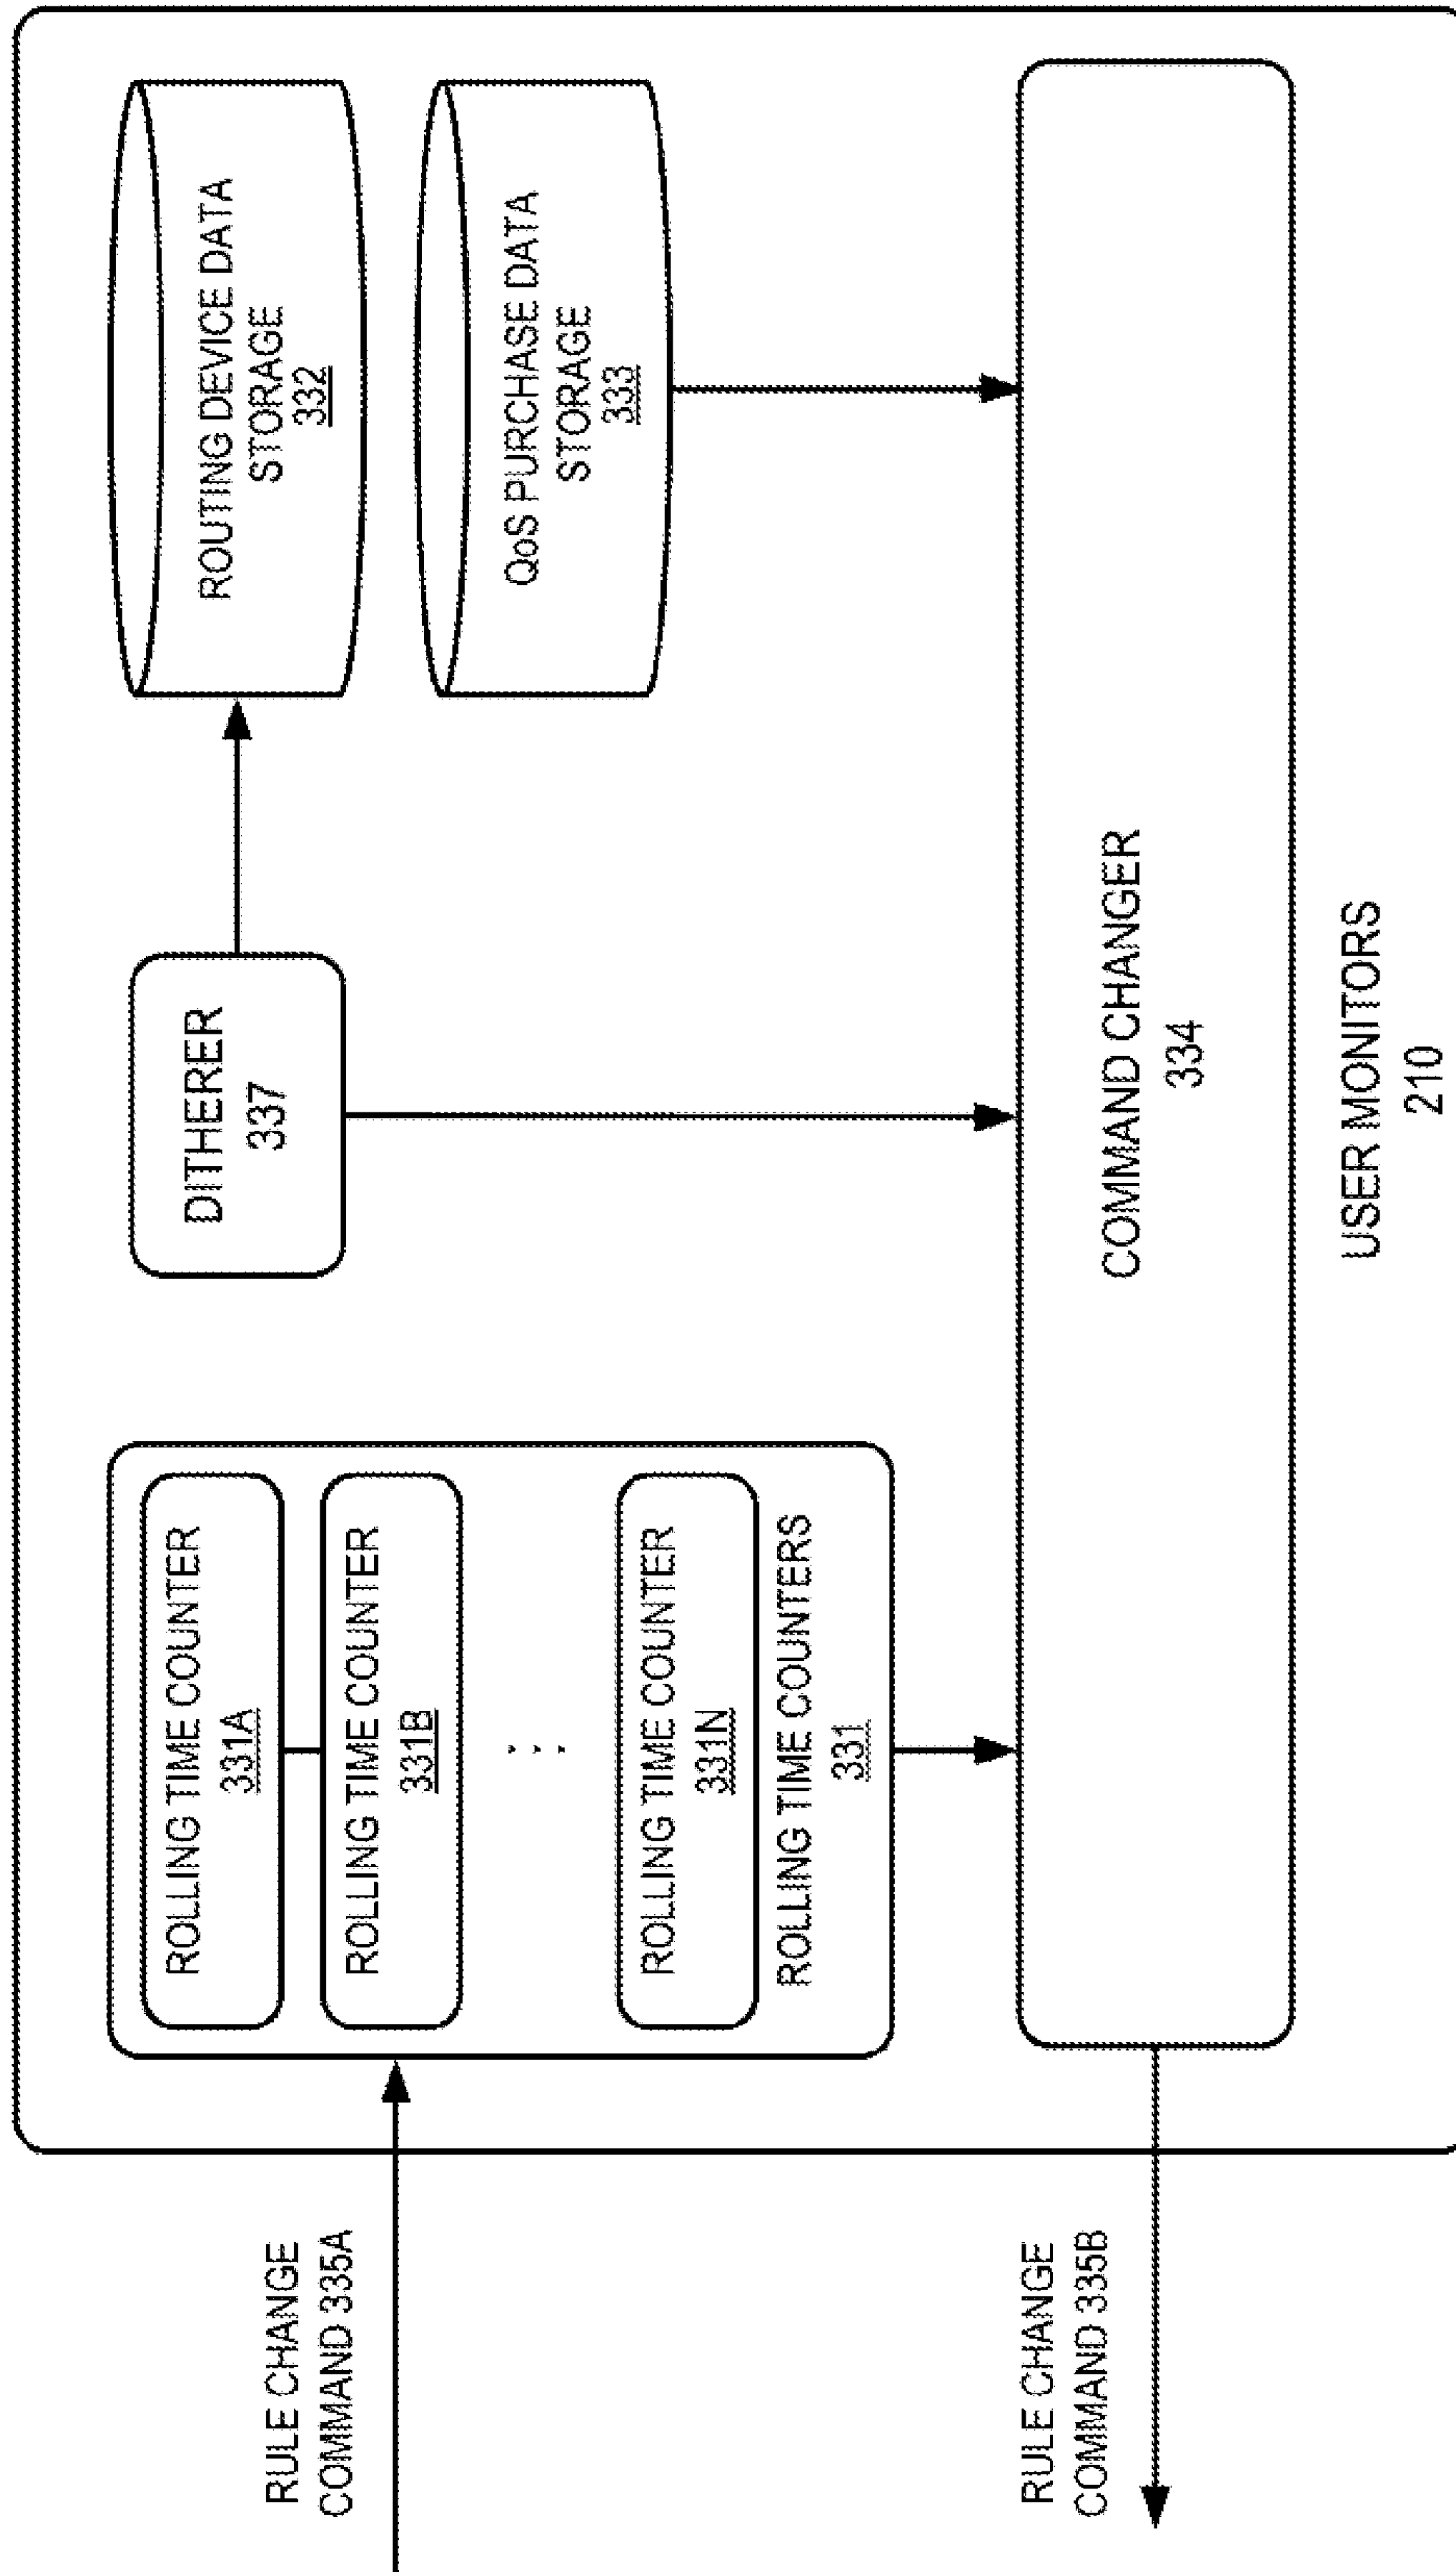 RULE CHANGE
COMMAND 335A
ROLLING TIME COUNTER
331A
ROLLING TIME COUNTER
331B
ROLLING TIME COUNTER
331N
ROLLING TIME COUNTERS
331
DITHERER
337
ROUTING DEVICE DATA
STORAGE
332
QoS PURCHASE DATA
STORAGE
333
RULE CHANGE
COMMAND 335B
COMMAND CHANGER
334
USER MONITORS
210